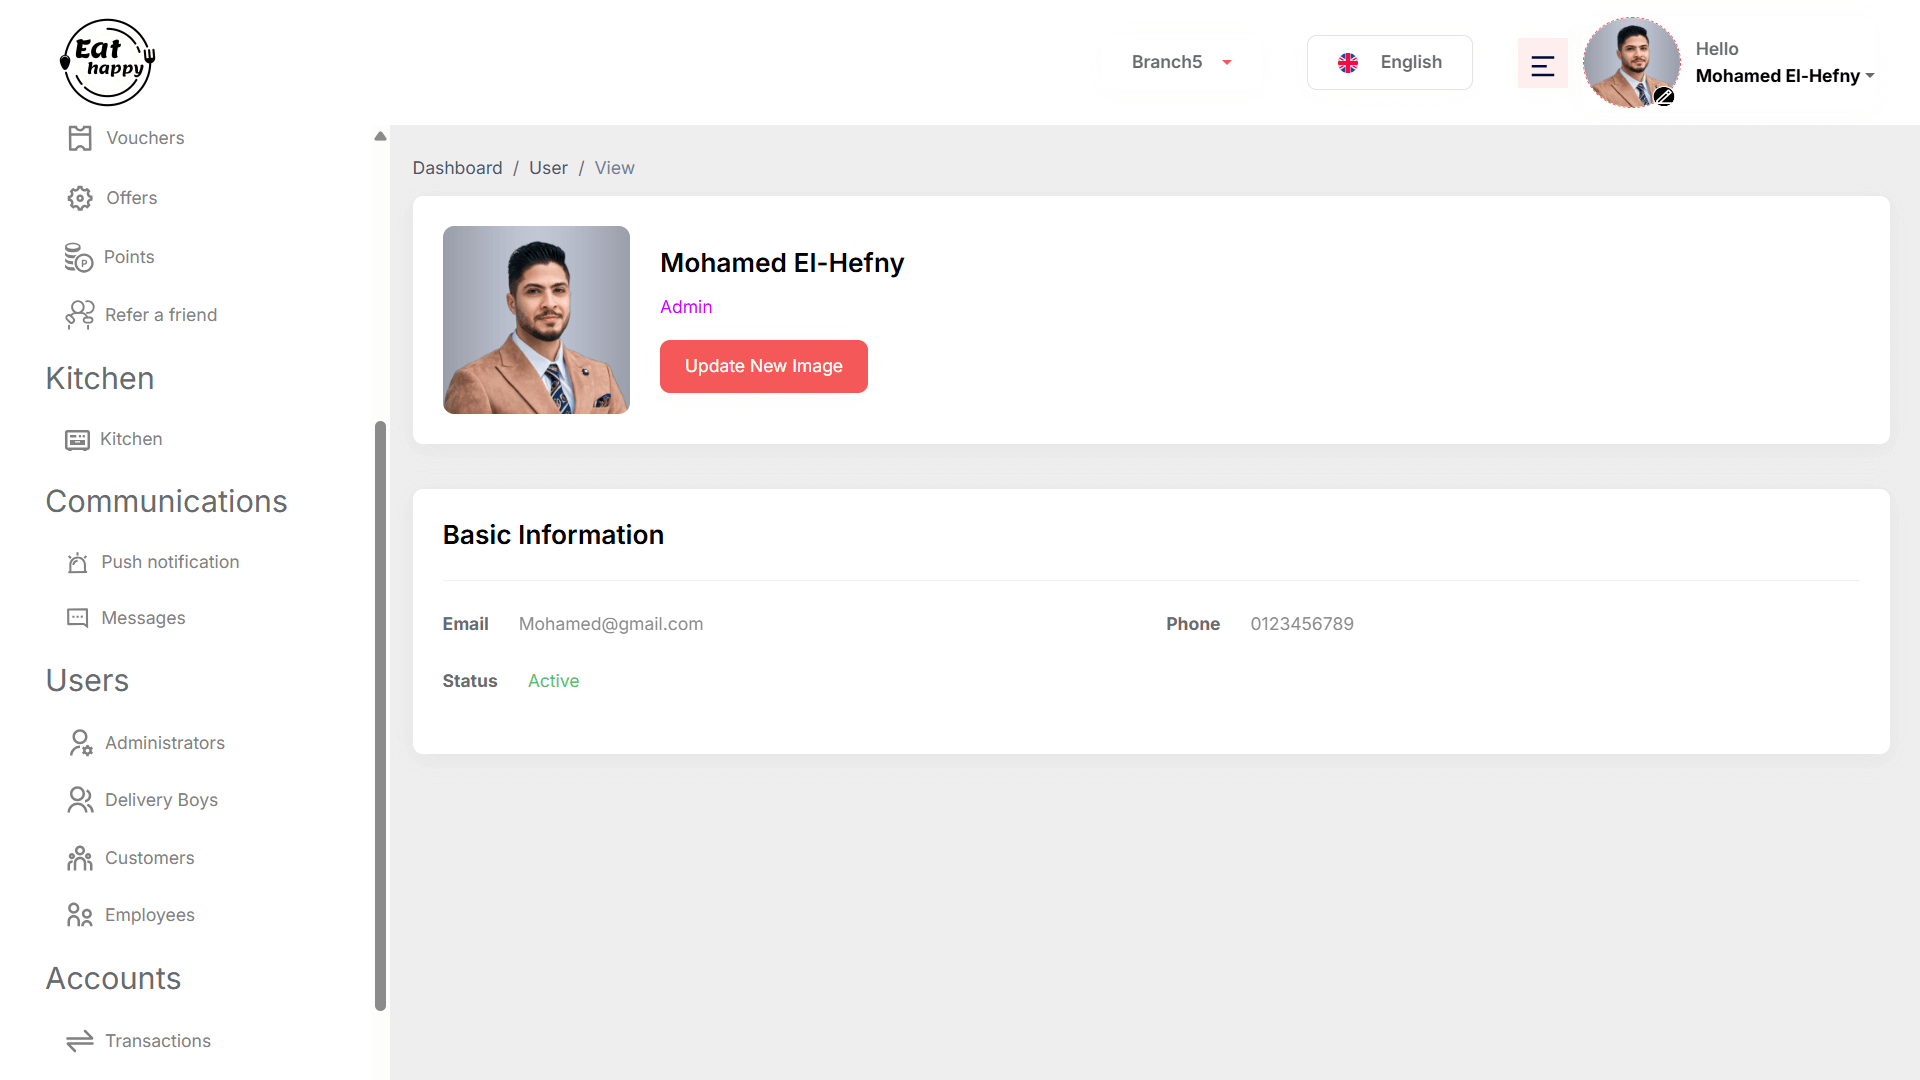 Eat
happy
Branch5
English
Hello
Mohamed El-Hefny
Vouchers
Offers
Points
Refer a friend
Kitchen
Kitchen
Communications
Push notification
Messages
Users
Administrators
Delivery Boys
Customers
Employees
Accounts
Transactions
Dashboard / User / View
Mohamed El-Hefny
Admin
Update New Image
Basic Information
Email Mohamed@gmail.com
Phone 0123456789
Status Active